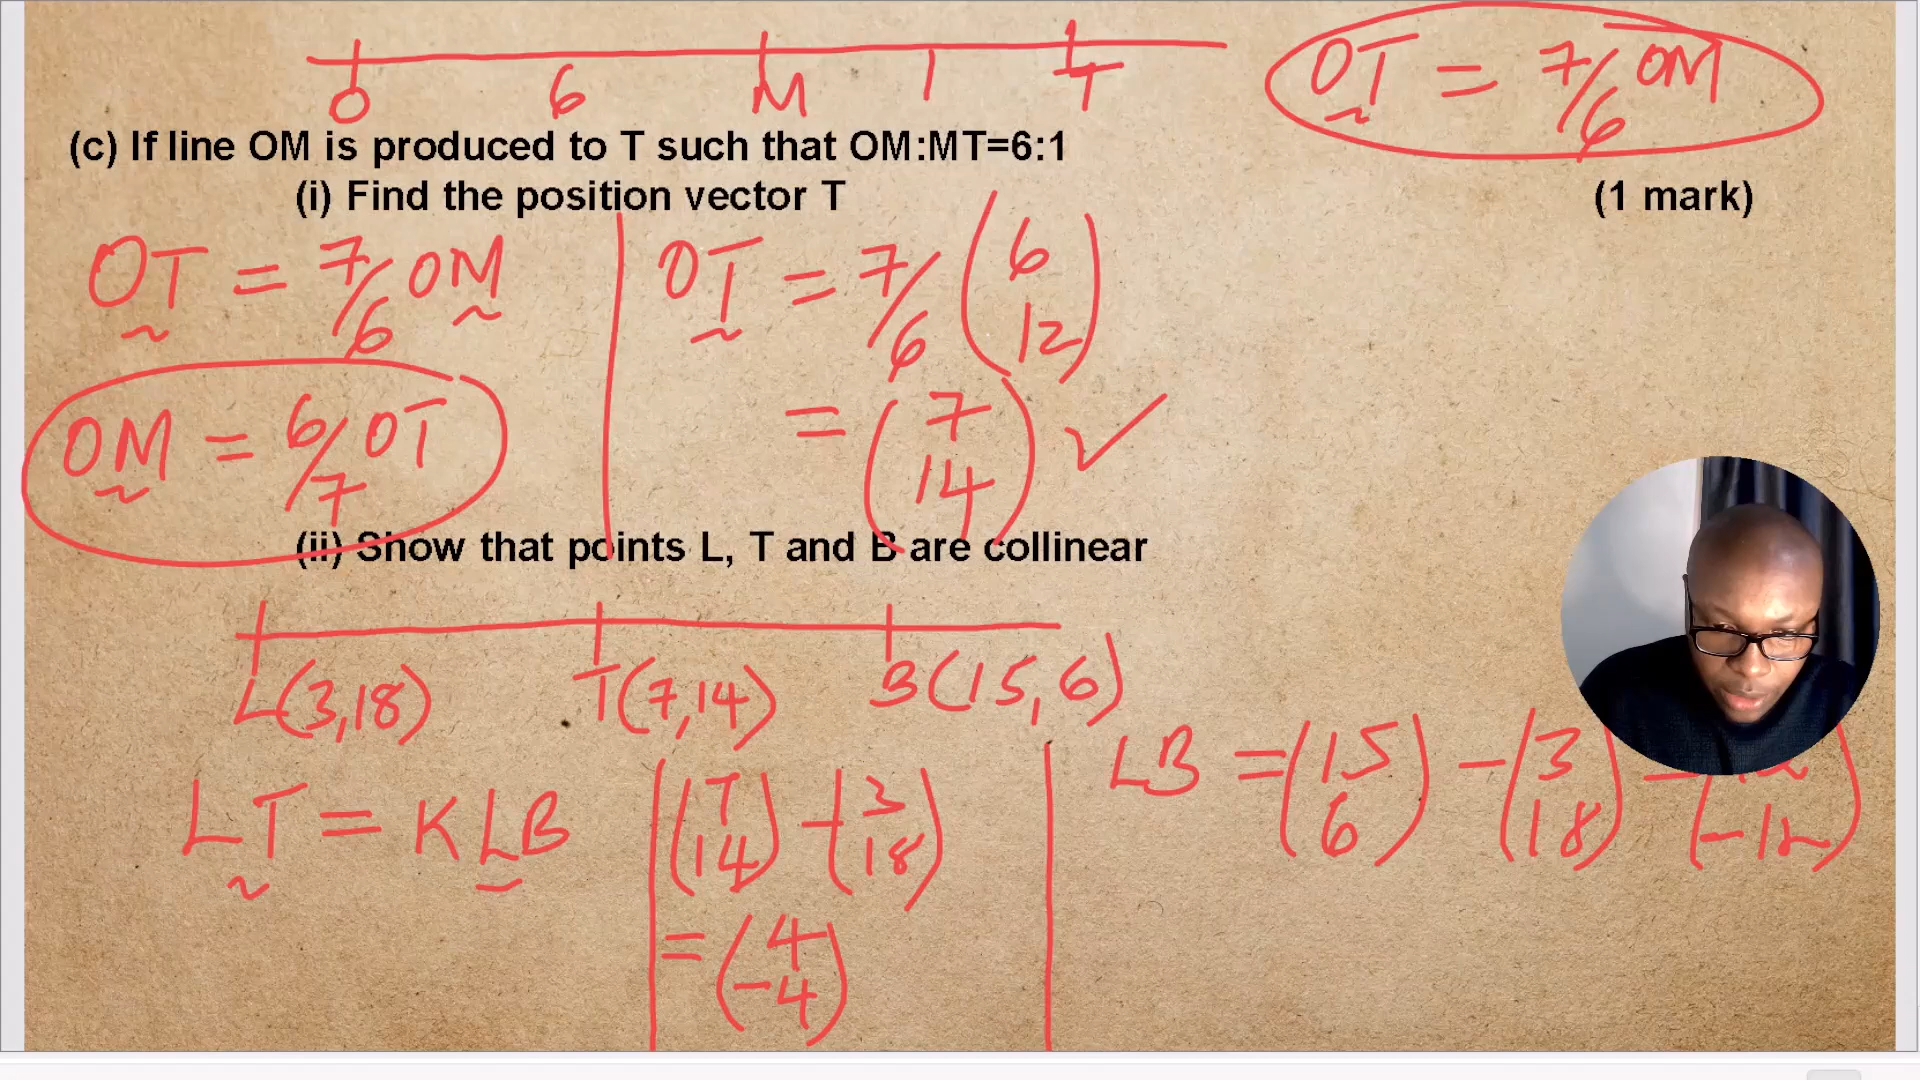 O 6 M 1 T
OT = 7/6 OM
(c) If line OM is produced to T such that OM:MT=6:1
(i) Find the position vector T (1 mark)
OT = 7/6 OM
OT = 7/6 (6 12)
OM = 6/7 OT
= (7 14) ✓
(ii) Show that points L, T and B are collinear
L(3,18) T(7,14) B(15,6)
LT = K LB
(7 14) - (3 18)
= (4 -4)
LB = (15 6) - (3 18) = ( -12)